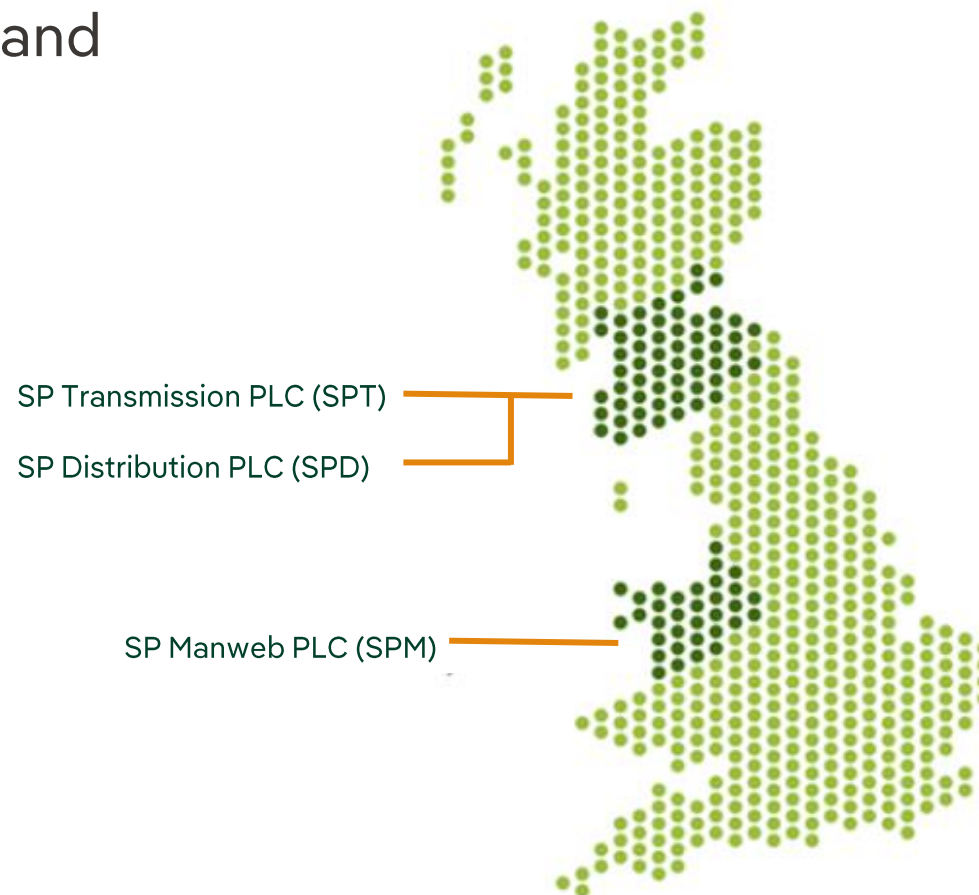 and
SP Transmission PLC (SPT)
SP Distribution PLC (SPD)
SP Manweb PLC (SPM)